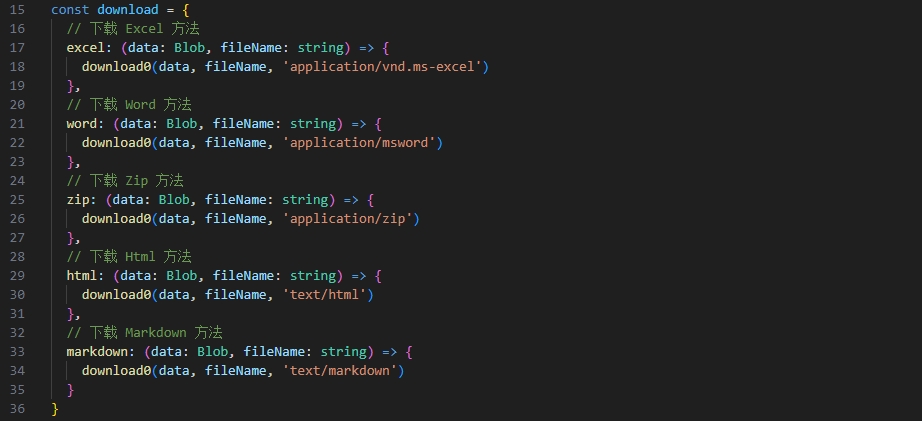 15 const download = {
16   // 下载 Excel 方法
17   excel: (data: Blob, fileName: string) => {
18     download0(data, fileName, 'application/vnd.ms-excel')
19   },
20   // 下载 Word 方法
21   word: (data: Blob, fileName: string) => {
22     download0(data, fileName, 'application/msword')
23   },
24   // 下载 Zip 方法
25   zip: (data: Blob, fileName: string) => {
26     download0(data, fileName, 'application/zip')
27   },
28   // 下载 Html 方法
29   html: (data: Blob, fileName: string) => {
30     download0(data, fileName, 'text/html')
31   },
32   // 下载 Markdown 方法
33   markdown: (data: Blob, fileName: string) => {
34     download0(data, fileName, 'text/markdown')
35   }
36 }